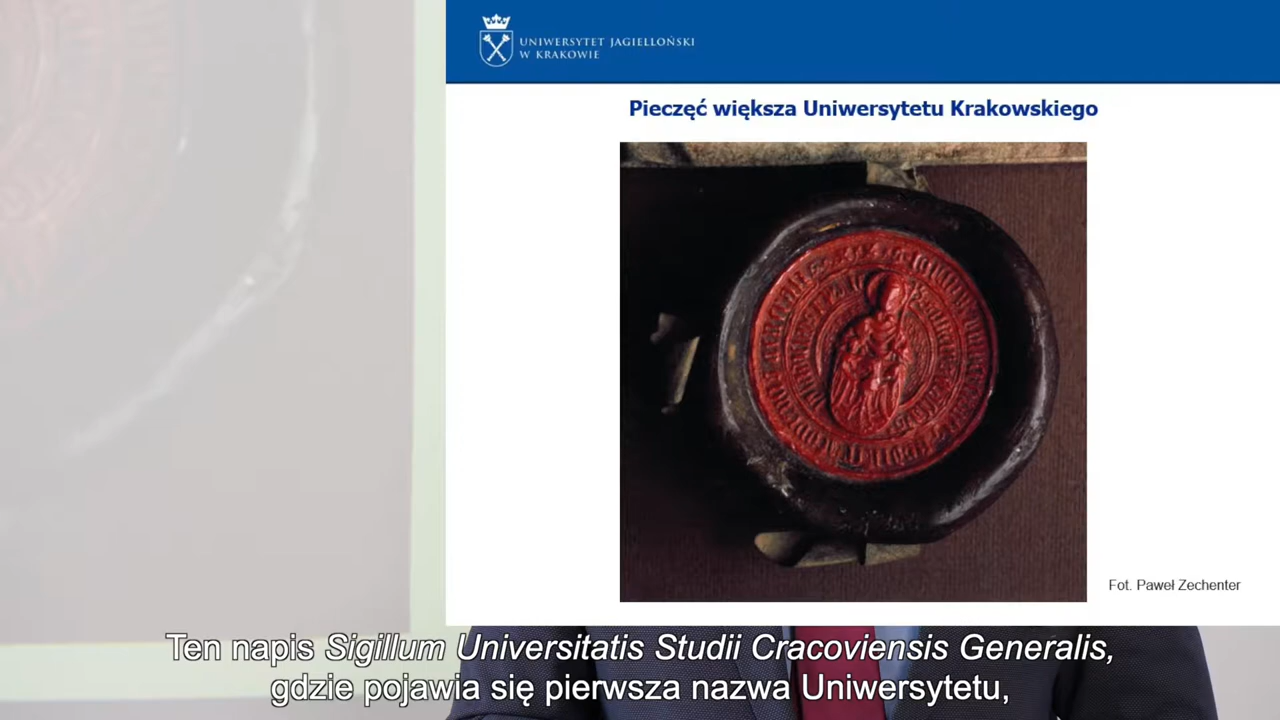 UNIWERSYTET JAGIELLOŃSKI
W KRAKOWIE
Pieczęć większa Uniwersytetu Krakowskiego
Fot. Paweł Zechenter
Ten napis Sigillum Universitatis Studii Cracoviensis Generalis,
gdzie pojawia się pierwsza nazwa Uniwersytetu,